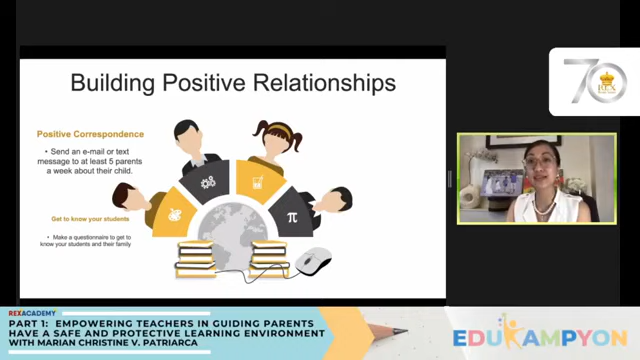 Building Positive Relationships
70
REX
Positive Correspondence
• Send an e-mail or text
message to at least 5 parents
a week about their child.
Get to know your students
• Make a questionnaire to get to
know your students and their family
π
REXACADEMY
PART 1: EMPOWERING TEACHERS IN GUIDING PARENTS
HAVE A SAFE AND PROTECTIVE LEARNING ENVIRONMENT
WITH MARIAN CHRISTINE V. PATRIARCA
EDUKAMPYON